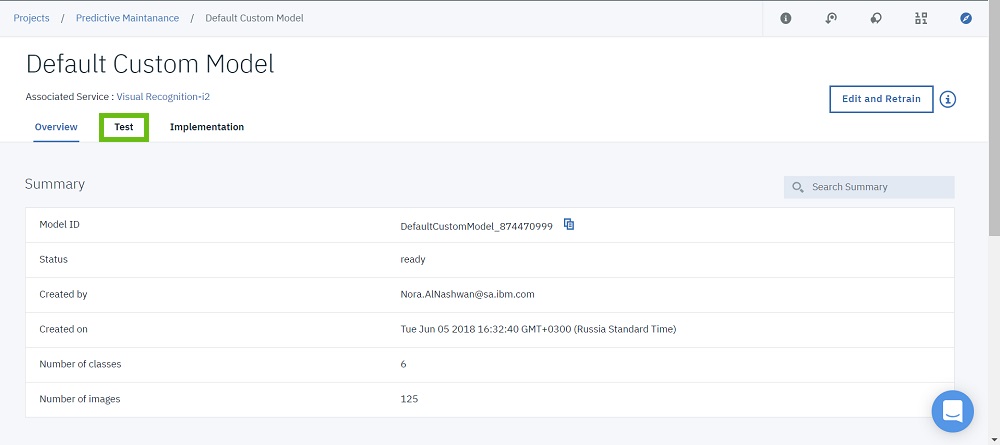 Projects / Predictive Maintanance / Default Custom Model
Default Custom Model
Associated Service : Visual Recognition-i2
Edit and Retrain
Overview Test Implementation
Summary
Search Summary
Model ID DefaultCustomModel_874470999
Status ready
Created by Nora.AlNashwan@sa.ibm.com
Created on Tue Jun 05 2018 16:32:40 GMT+0300 (Russia Standard Time)
Number of classes 6
Number of images 125